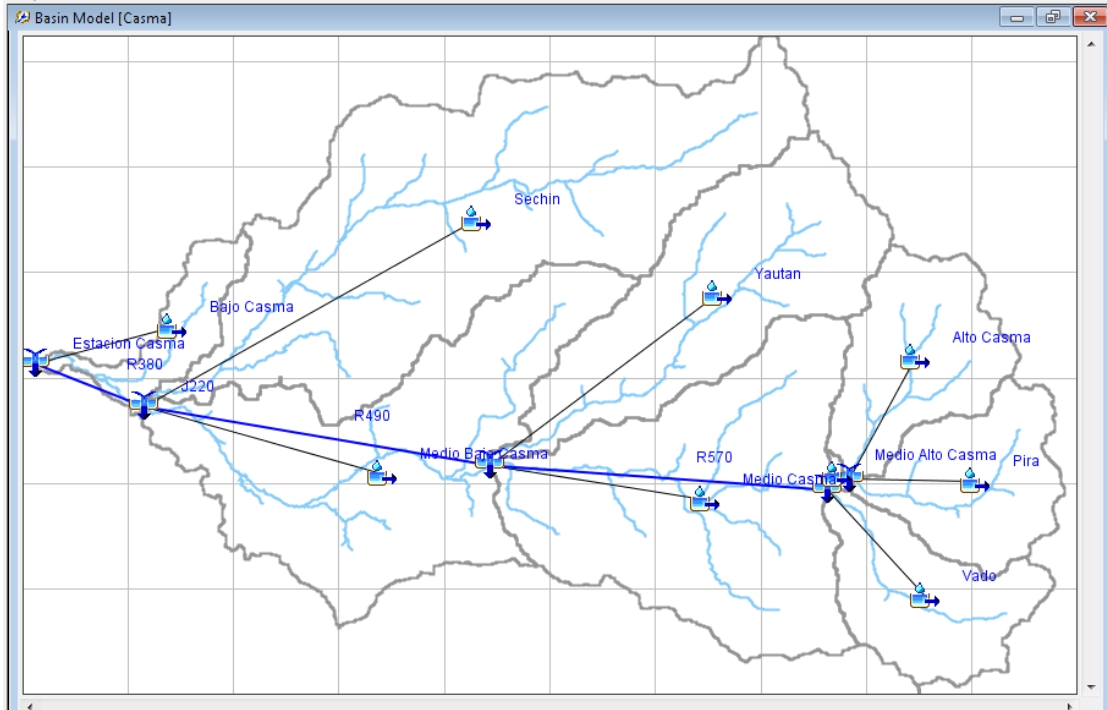 Basin Model [Casma]
Sechin
Yautan
Bajo Casma
Alto Casma
Estacion Casma
R380
J220
R490
Medio Bajo Casma
R570
Medio Alto Casma
Pira
Medio Casma
Vado